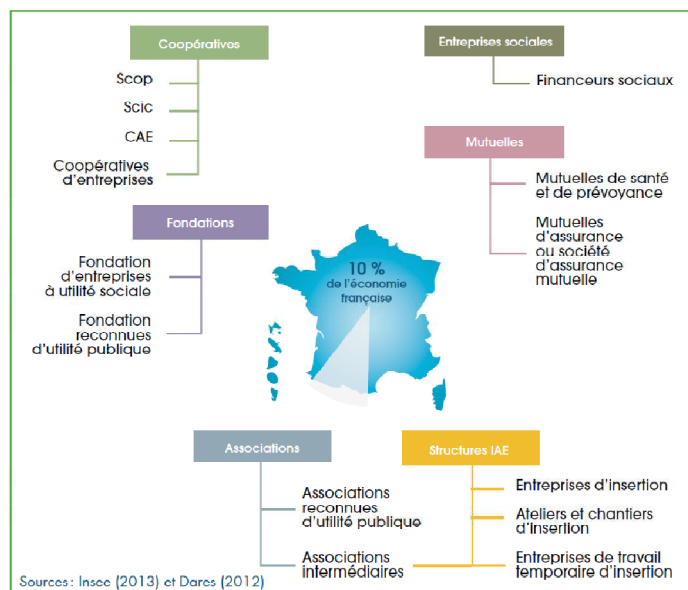 Coopératives
Scop
Scic
CAE
Coopératives
d'entreprises
Entreprises sociales
Financeurs sociaux
Mutuelles
Mutuelles de santé
et de prévoyance
Mutuelles
d'assurance
ou société
d'assurance
mutuelle
Fondations
Fondation
d'entreprises
à utilité sociale
Fondation
reconnues
d'utilité publique
10 %
de l'économie
française
Associations
Associations
reconnues
d'utilité publique
Associations
intermédiaires
Structures IAE
Entreprises d'insertion
Ateliers et chantiers
d'insertion
Entreprises de travail
temporaire d'insertion
Sources : Insee (2013) et Dares (2012)